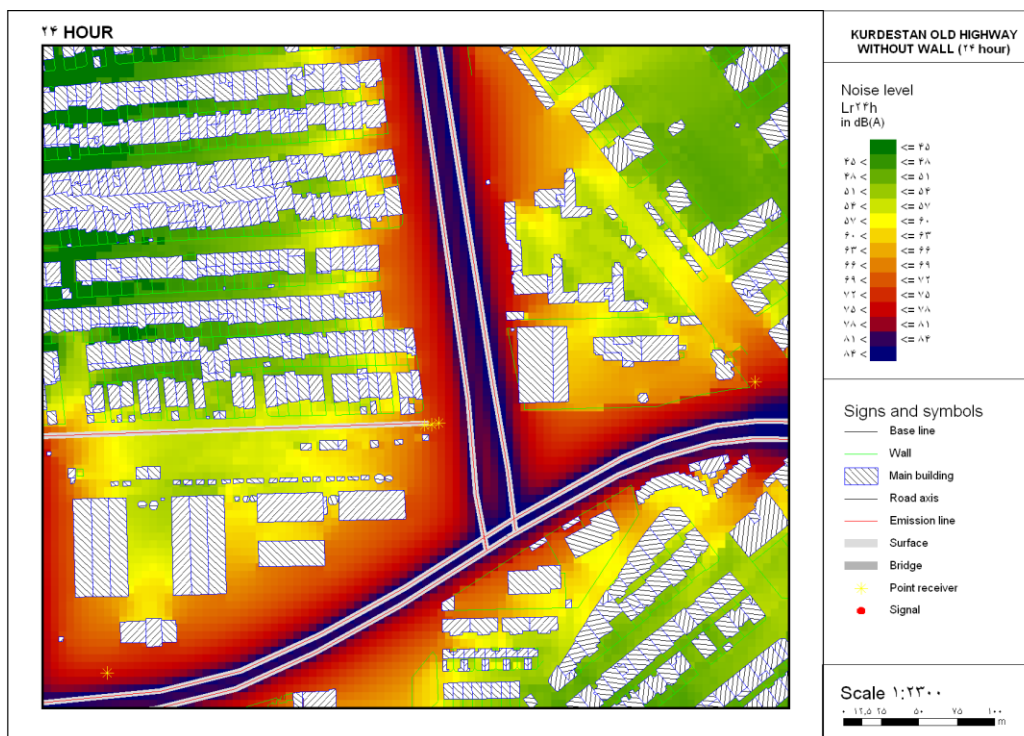 ۲۴ HOUR
KURDESTAN OLD HIGHWAY
WITHOUT WALL (۲۴ hour)
Noise level
Lr۲۴h
in dB(A)
<= ۴۵
۴۵ < <= ۴۸
۴۸ < <= ۵۱
۵۱ < <= ۵۴
۵۴ < <= ۵۷
۵۷ < <= ۶۰
۶۰ < <= ۶۳
۶۳ < <= ۶۶
۶۶ < <= ۶۹
۶۹ < <= ۷۲
۷۲ < <= ۷۵
۷۵ < <= ۷۸
۷۸ < <= ۸۱
۸۱ < <= ۸۴
۸۴ <
Signs and symbols
Base line
Wall
Main building
Road axis
Emission line
Surface
Bridge
Point receiver
Signal
Scale ۱:۲۳۰۰
۰ ۱۲,۵ ۲۵ ۵۰ ۷۵ ۱۰۰
m